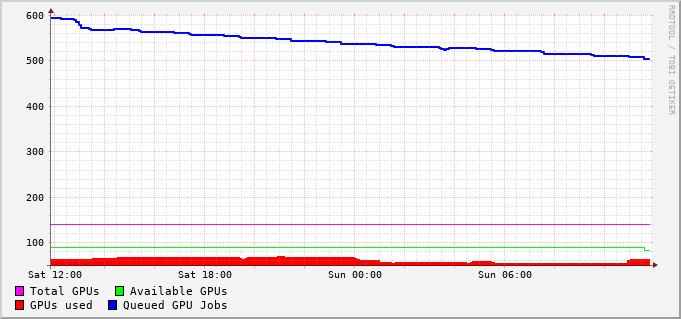 600
500
400
300
200
100
Sat 12:00 Sat 18:00 Sun 00:00 Sun 06:00
Total GPUs Available GPUs
GPUs used Queued GPU Jobs
RRDTOOL / TOBI OETIKER